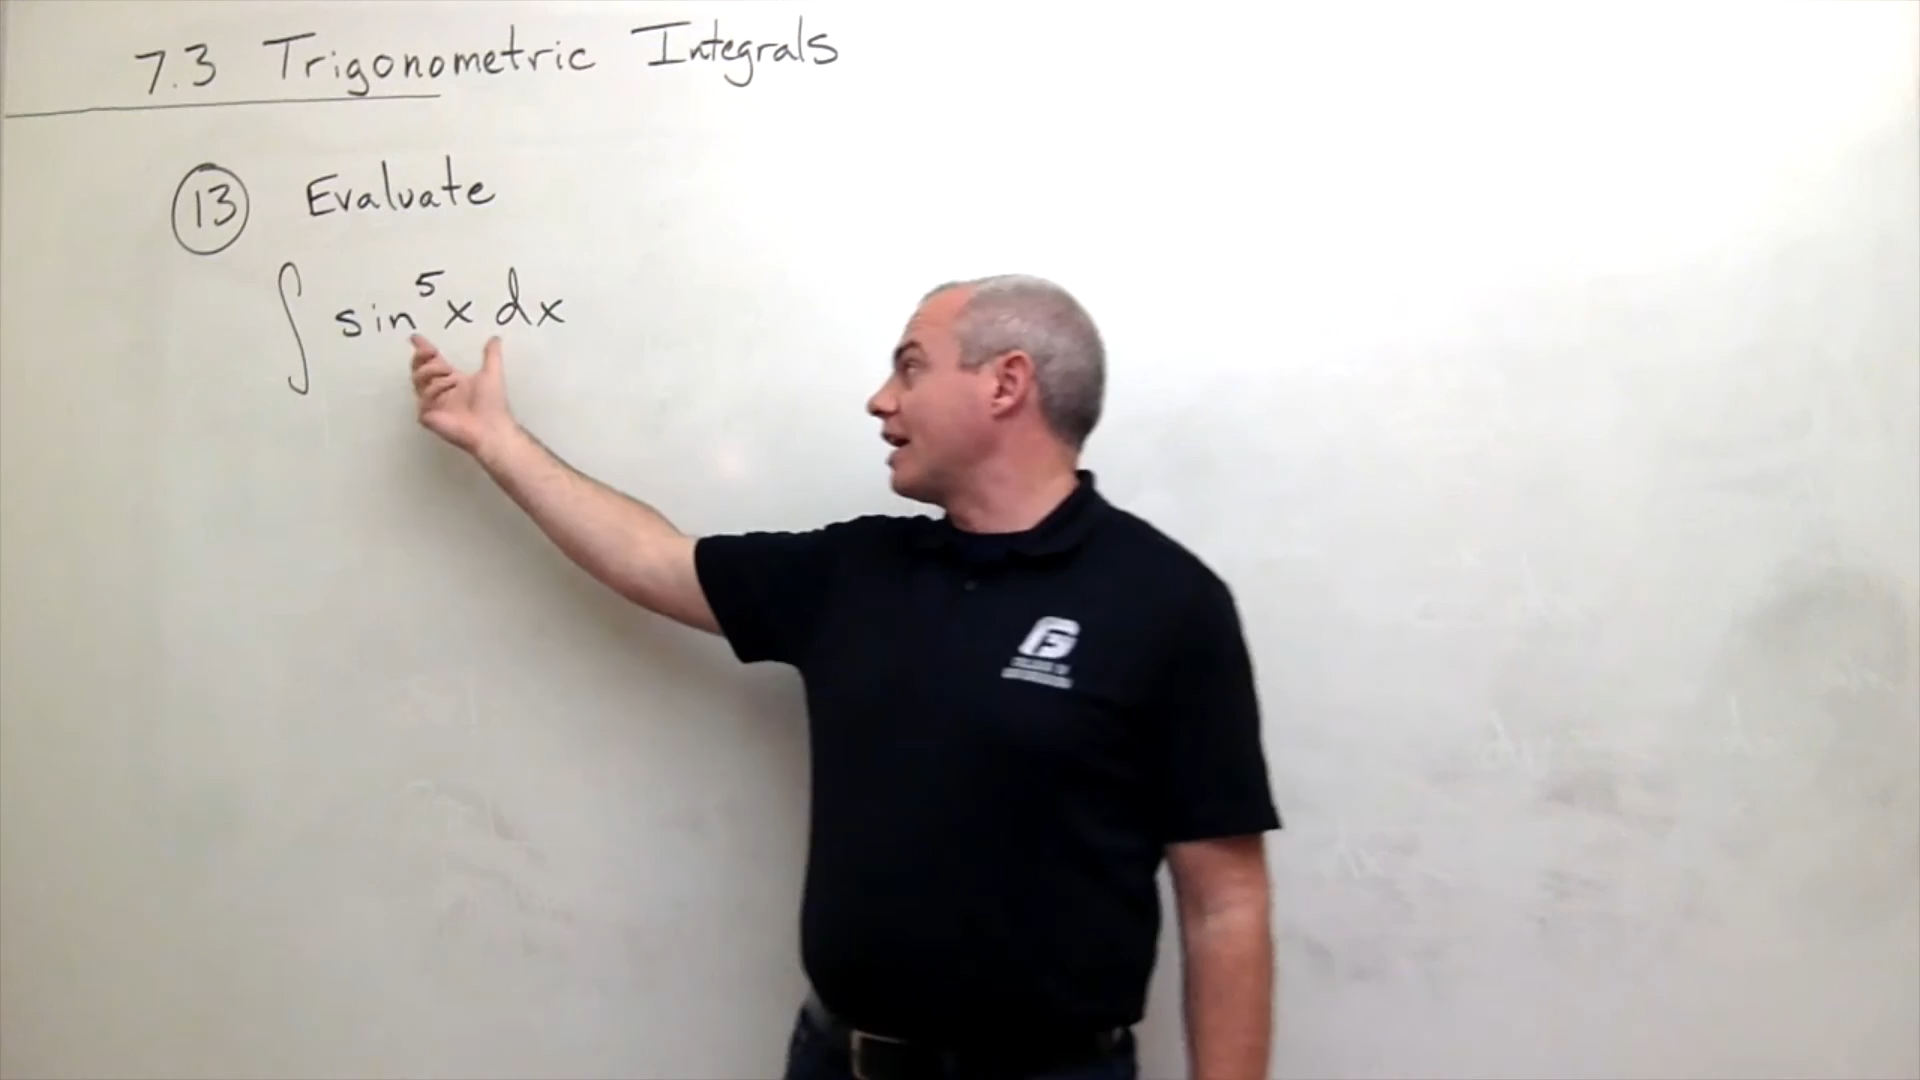 7.3 Trigonometric Integrals
13 Evaluate
∫ sin⁵x dx